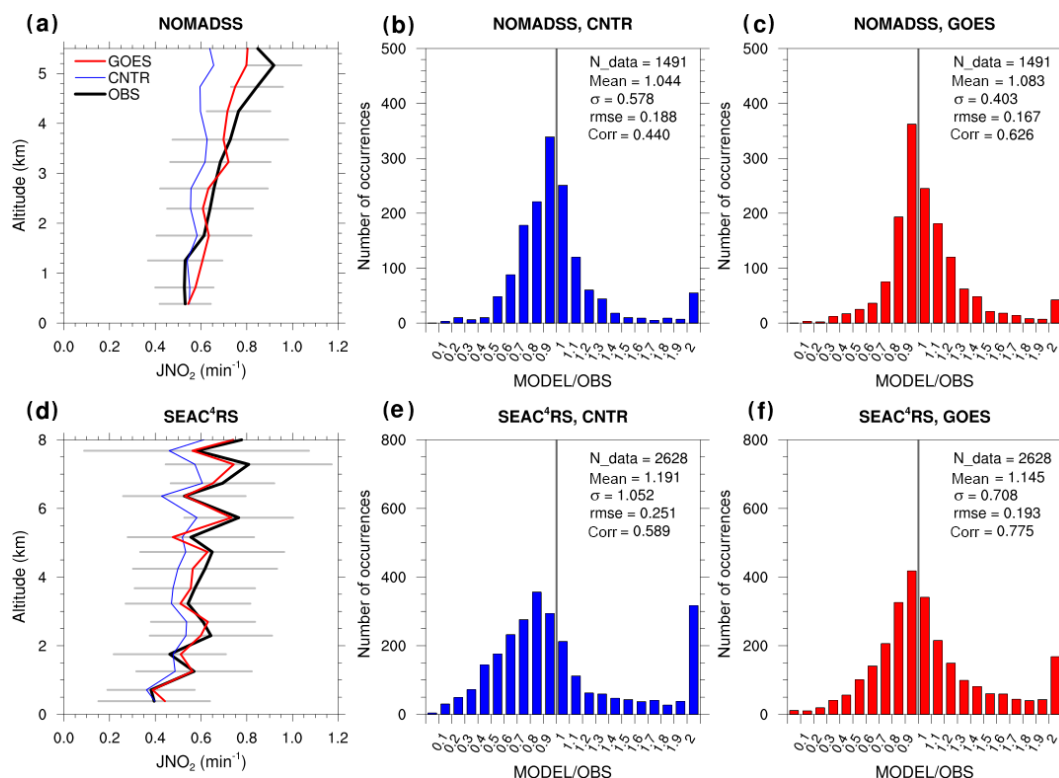 (a) NOMADSS
GOES
CNTR
OBS
Altitude (km)
5
4
3
2
1
0
0.0 0.2 0.4 0.6 0.8 1.0 1.2
JNO₂ (min⁻¹)
(b) NOMADSS, CNTR
N_data = 1491
Mean = 1.044
σ = 0.578
rmse = 0.188
Corr = 0.440
Number of occurrences
500
400
300
200
100
0
0.1 0.2 0.3 0.4 0.5 0.6 0.7 0.8 0.9 1 1.1 1.2 1.3 1.4 1.5 1.6 1.7 1.8 1.9 2
MODEL/OBS
(c) NOMADSS, GOES
N_data = 1491
Mean = 1.083
σ = 0.403
rmse = 0.167
Corr = 0.626
Number of occurrences
500
400
300
200
100
0
0.1 0.2 0.3 0.4 0.5 0.6 0.7 0.8 0.9 1 1.1 1.2 1.3 1.4 1.5 1.6 1.7 1.8 1.9 2
MODEL/OBS
(d) SEAC⁴RS
Altitude (km)
8
6
4
2
0
0.0 0.2 0.4 0.6 0.8 1.0 1.2
JNO₂ (min⁻¹)
(e) SEAC⁴RS, CNTR
N_data = 2628
Mean = 1.191
σ = 1.052
rmse = 0.251
Corr = 0.589
Number of occurrences
800
600
400
200
0
0.1 0.2 0.3 0.4 0.5 0.6 0.7 0.8 0.9 1 1.1 1.2 1.3 1.4 1.5 1.6 1.7 1.8 1.9 2
MODEL/OBS
(f) SEAC⁴RS, GOES
N_data = 2628
Mean = 1.145
σ = 0.708
rmse = 0.193
Corr = 0.775
Number of occurrences
800
600
400
200
0
0.1 0.2 0.3 0.4 0.5 0.6 0.7 0.8 0.9 1 1.1 1.2 1.3 1.4 1.5 1.6 1.7 1.8 1.9 2
MODEL/OBS